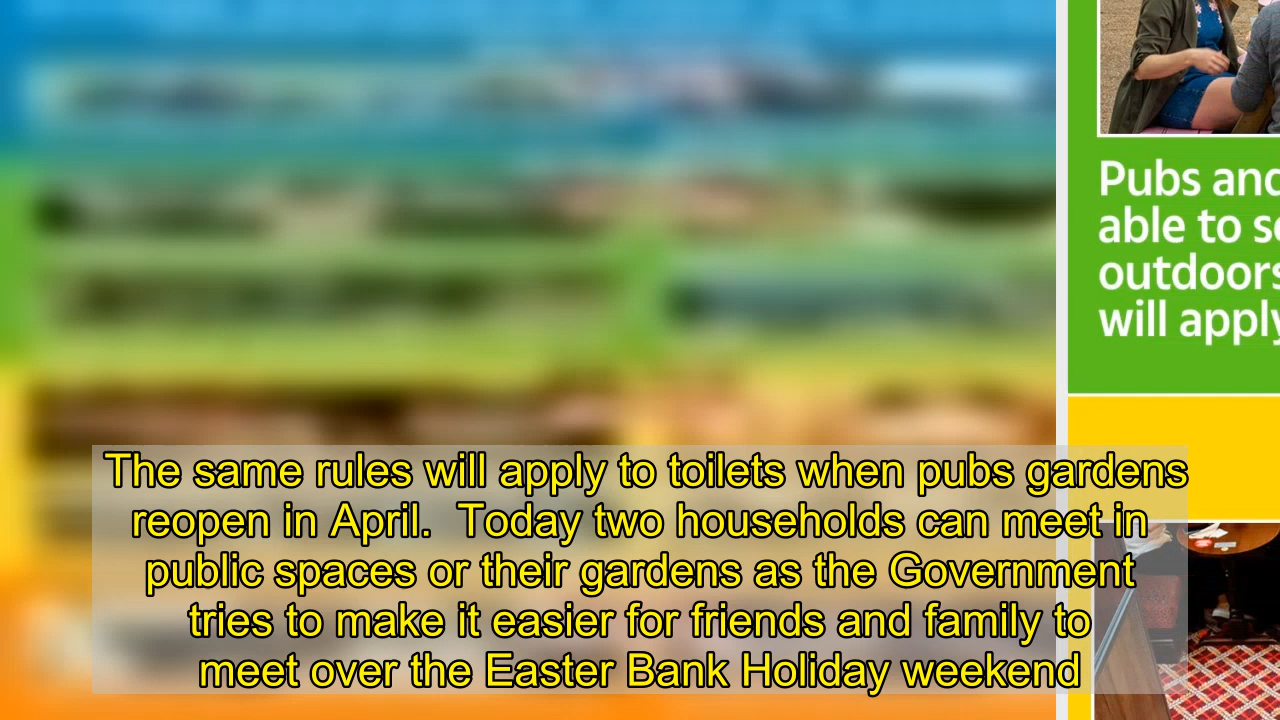 Pubs and
able to
outdoors
will apply
The same rules will apply to toilets when pubs gardens
reopen in April.  Today two households can meet in
public spaces or their gardens as the Government
tries to make it easier for friends and family to
meet over the Easter Bank Holiday weekend